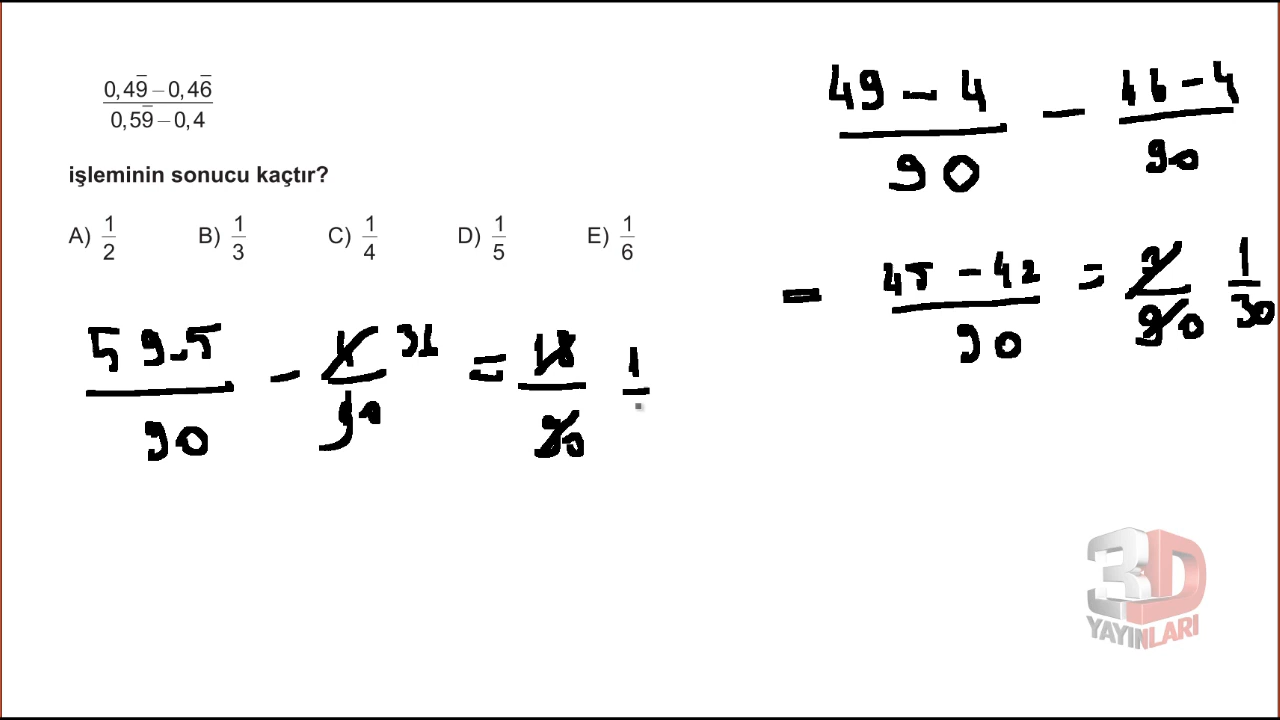 0,49̅ – 0,46̅
0,59̅ – 0,4
işleminin sonucu kaçtır?
A) 1/2 B) 1/3 C) 1/4 D) 1/5 E) 1/6
49 – 4 – 46 – 4
90 90
= 45 – 42 = 3 1
90 90 30
59-5 – 4 36 = 18 1
90 90 90
3D
YAYINLARI